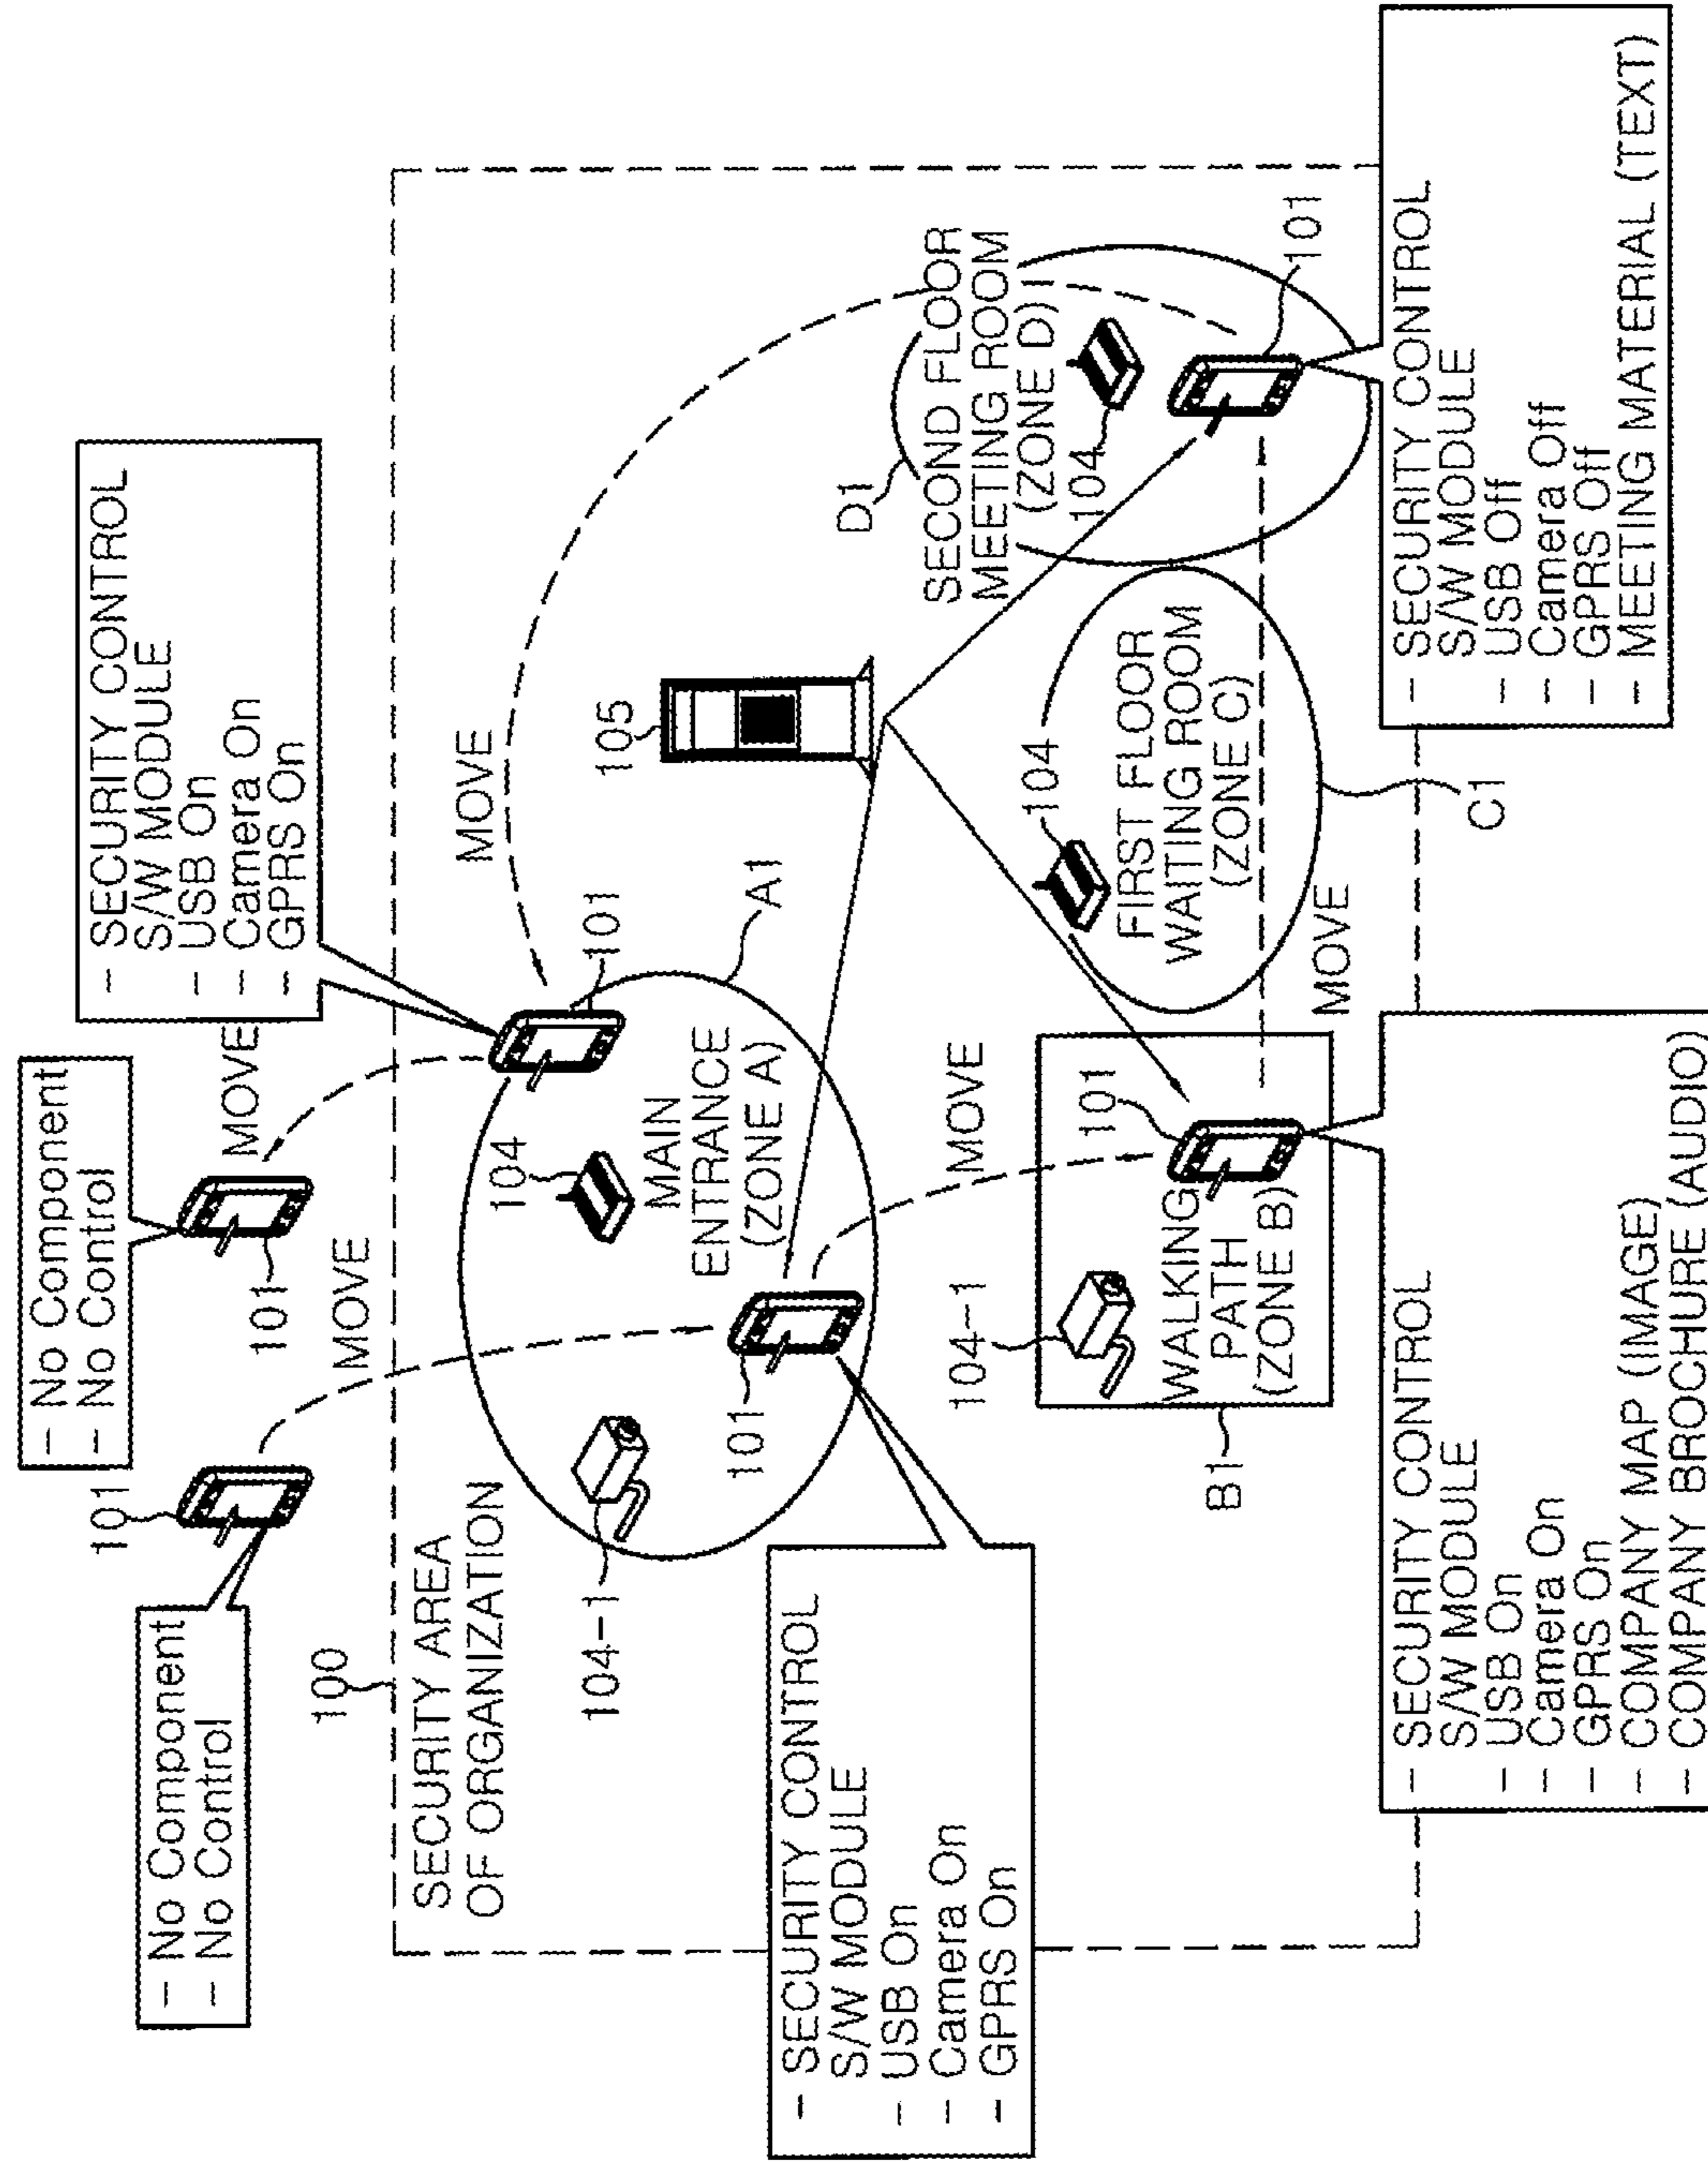 - No Component
- No Control
101
MOVE
- No Component
- No Control
101
MOVE
- SECURITY CONTROL
S/W MODULE
- USB On
- Camera On
- GPRS On
101
MOVE
100
SECURITY AREA
OF ORGANIZATION
104-1
104
101
A1
MAIN
ENTRANCE
(ZONE A)
101
105
- SECURITY CONTROL
S/W MODULE
- USB On
- Camera On
- GPRS On
MOVE
D1
SECOND FLOOR
MEETING ROOM
(ZONE D)
104
101
104
FIRST FLOOR
WAITING ROOM
(ZONE C)
C1
104-1
101
WALKING
PATH
(ZONE B)
B1
MOVE
- SECURITY CONTROL
S/W MODULE
- USB On
- Camera On
- GPRS On
- COMPANY MAP (IMAGE)
- COMPANY BROCHURE (AUDIO)
- SECURITY CONTROL
S/W MODULE
- USB Off
- Camera Off
- GPRS Off
- MEETING MATERIAL (TEXT)